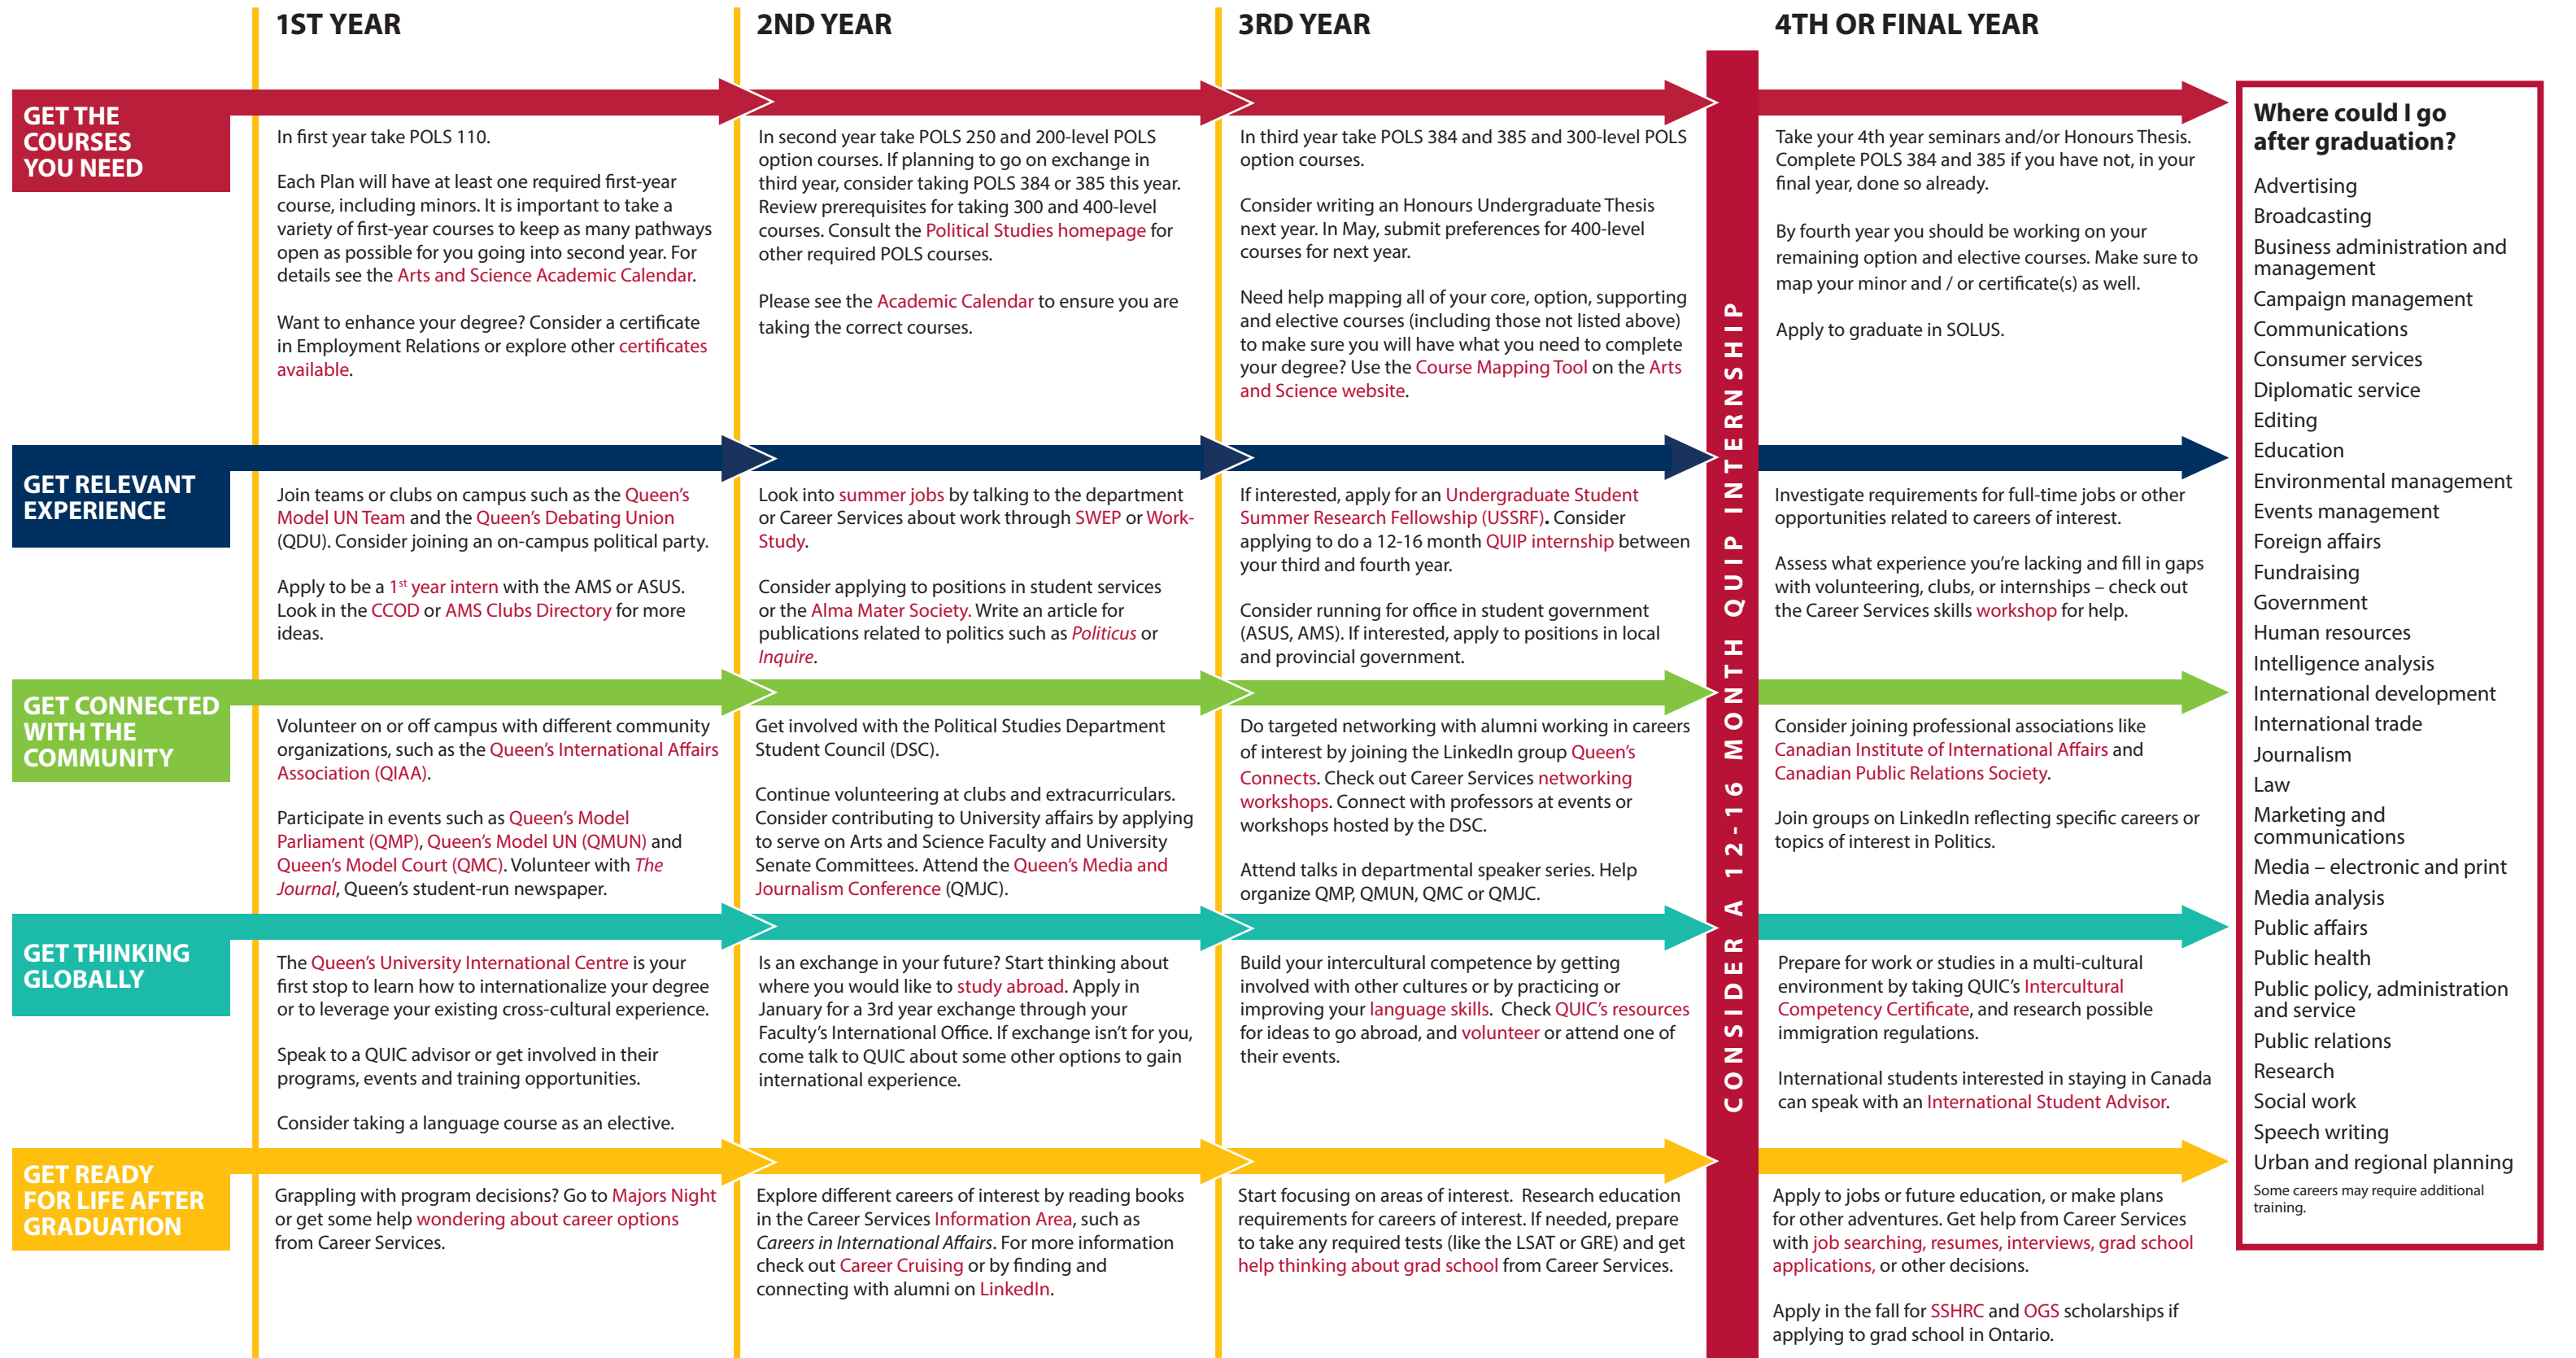 1ST YEAR
2ND YEAR
3RD YEAR
4TH OR FINAL YEAR
GET THE
COURSES
YOU NEED
In first year take POLS 110.
Each Plan will have at least one required first-year
course, including minors. It is important to take a
variety of first-year courses to keep as many pathways
open as possible for you going into second year. For
details see the Arts and Science Academic Calendar.
Want to enhance your degree? Consider a certificate
in Employment Relations or explore other certificates
available.
In second year take POLS 250 and 200-level POLS
option courses. If planning to go on exchange in
third year, consider taking POLS 384 or 385 this year.
Review prerequisites for taking 300 and 400-level
courses. Consult the Political Studies homepage for
other required POLS courses.
Please see the Academic Calendar to ensure you are
taking the correct courses.
In third year take POLS 384 and 385 and 300-level POLS
option courses.
Consider writing an Honours Undergraduate Thesis
next year. In May, submit preferences for 400-level
courses for next year.
Need help mapping all of your core, option, supporting
and elective courses (including those not listed above)
to make sure you will have what you need to complete
your degree? Use the Course Mapping Tool on the Arts
and Science website.
Take your 4th year seminars and/or Honours Thesis.
Complete POLS 384 and 385 if you have not, in your
final year, done so already.
By fourth year you should be working on your
remaining option and elective courses. Make sure to
map your minor and / or certificate(s) as well.
Apply to graduate in SOLUS.
GET RELEVANT
EXPERIENCE
Join teams or clubs on campus such as the Queen's
Model UN Team and the Queen's Debating Union
(QDU). Consider joining an on-campus political party.
Apply to be a 1st year intern with the AMS or ASUS.
Look in the CCOD or AMS Clubs Directory for more
ideas.
Look into summer jobs by talking to the department
or Career Services about work through SWEP or Work-
Study.
Consider applying to positions in student services
or the Alma Mater Society. Write an article for
publications related to politics such as Politicus or
Inquire.
If interested, apply for an Undergraduate Student
Summer Research Fellowship (USSRF). Consider
applying to do a 12-16 month QUIP internship between
your third and fourth year.
Consider running for office in student government
(ASUS, AMS). If interested, apply to positions in local
and provincial government.
Investigate requirements for full-time jobs or other
opportunities related to careers of interest.
Assess what experience you're lacking and fill in gaps
with volunteering, clubs, or internships – check out
the Career Services skills workshop for help.
GET CONNECTED
WITH THE
COMMUNITY
Volunteer on or off campus with different community
organizations, such as the Queen's International Affairs
Association (QIAA).
Participate in events such as Queen's Model
Parliament (QMP), Queen's Model UN (QMUN) and
Queen's Model Court (QMC). Volunteer with The
Journal, Queen's student-run newspaper.
Get involved with the Political Studies Department
Student Council (DSC).
Continue volunteering at clubs and extracurriculars.
Consider contributing to University affairs by applying
to serve on Arts and Science Faculty and University
Senate Committees. Attend the Queen's Media and
Journalism Conference (QMJC).
Do targeted networking with alumni working in careers
of interest by joining the LinkedIn group Queen's
Connects. Check out Career Services networking
workshops. Connect with professors at events or
workshops hosted by the DSC.
Attend talks in departmental speaker series. Help
organize QMP, QMUN, QMC or QMJC.
Consider joining professional associations like
Canadian Institute of International Affairs and
Canadian Public Relations Society.
Join groups on LinkedIn reflecting specific careers or
topics of interest in Politics.
GET THINKING
GLOBALLY
The Queen's University International Centre is your
first stop to learn how to internationalize your degree
or to leverage your existing cross-cultural experience.
Speak to a QUIC advisor or get involved in their
programs, events and training opportunities.
Consider taking a language course as an elective.
Is an exchange in your future? Start thinking about
where you would like to study abroad. Apply in
January for a 3rd year exchange through your
Faculty's International Office. If exchange isn't for you,
come talk to QUIC about some other options to gain
international experience.
Build your intercultural competence by getting
involved with other cultures or by practicing or
improving your language skills. Check QUIC's resources
for ideas to go abroad, and volunteer or attend one of
their events.
Prepare for work or studies in a multi-cultural
environment by taking QUIC's Intercultural
Competency Certificate, and research possible
immigration regulations.
International students interested in staying in Canada
can speak with an International Student Advisor.
GET READY
FOR LIFE AFTER
GRADUATION
Grappling with program decisions? Go to Majors Night
or get some help wondering about career options
from Career Services.
Explore different careers of interest by reading books
in the Career Services Information Area, such as
Careers in International Affairs. For more information
check out Career Cruising or by finding and
connecting with alumni on LinkedIn.
Start focusing on areas of interest. Research education
requirements for careers of interest. If needed, prepare
to take any required tests (like the LSAT or GRE) and get
help thinking about grad school from Career Services.
Apply to jobs or future education, or make plans
for other adventures. Get help from Career Services
with job searching, resumes, interviews, grad school
applications, or other decisions.
Apply in the fall for SSHRC and OGS scholarships if
applying to grad school in Ontario.
CONSIDER A 12-16 MONTH QUIP INTERNSHIP
Where could I go
after graduation?
Advertising
Broadcasting
Business administration and
management
Campaign management
Communications
Consumer services
Diplomatic service
Editing
Education
Environmental management
Events management
Foreign affairs
Fundraising
Government
Human resources
Intelligence analysis
International development
International trade
Journalism
Law
Marketing and
communications
Media – electronic and print
Media analysis
Public affairs
Public health
Public policy, administration
and service
Public relations
Research
Social work
Speech writing
Urban and regional planning
Some careers may require additional
training.